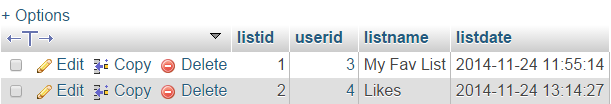 + Options
←T→ listid userid listname listdate
Edit Copy Delete 1 3 My Fav List 2014-11-24 11:55:14
Edit Copy Delete 2 4 Likes 2014-11-24 13:14:27